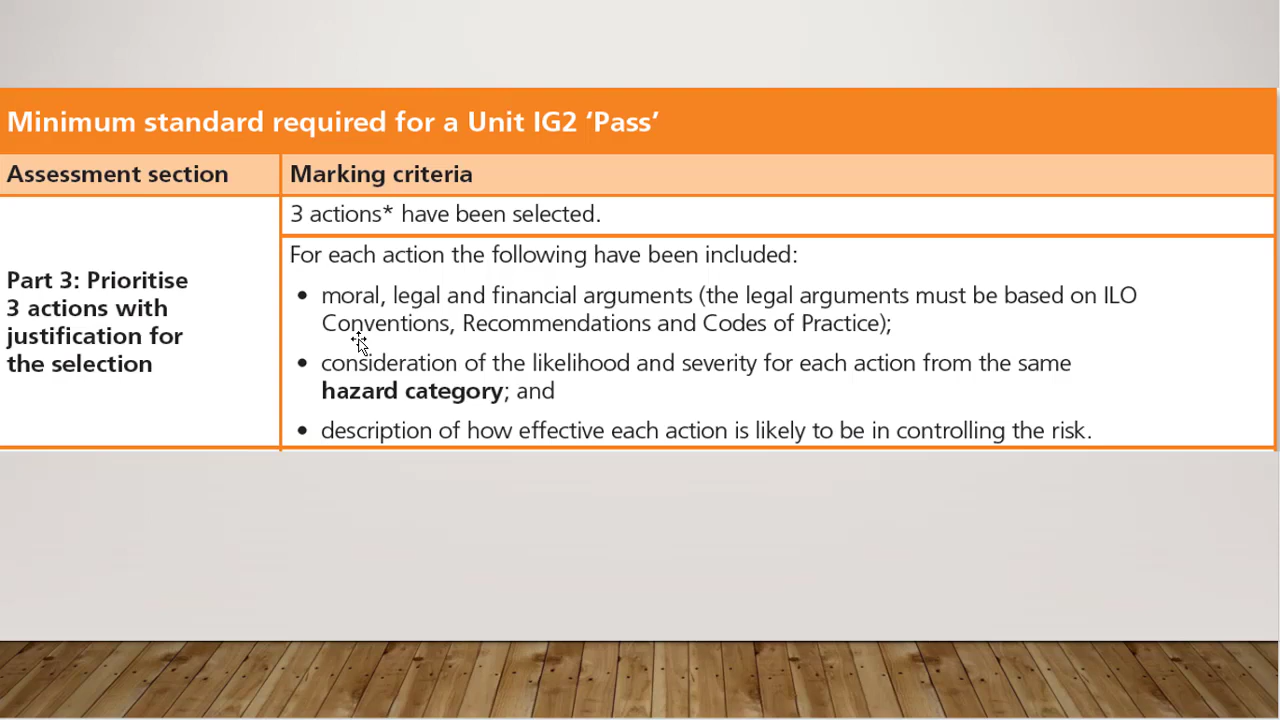 Minimum standard required for a Unit IG2 ‘Pass’
Assessment section
Marking criteria
Part 3: Prioritise
3 actions with
justification for
the selection
3 actions* have been selected.
For each action the following have been included:
• moral, legal and financial arguments (the legal arguments must be based on ILO
Conventions, Recommendations and Codes of Practice);
• consideration of the likelihood and severity for each action from the same
hazard category; and
• description of how effective each action is likely to be in controlling the risk.